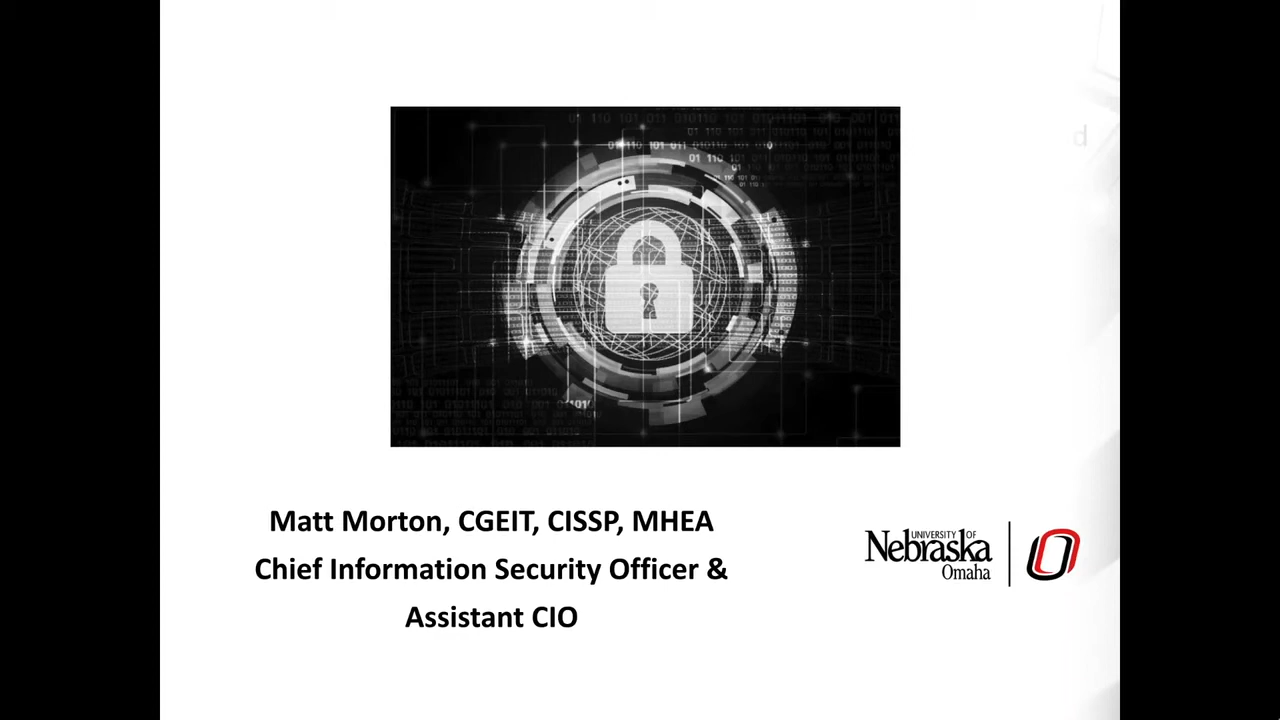 d
Matt Morton, CGEIT, CISSP, MHEA
Chief Information Security Officer &
Assistant CIO
UNIVERSITY OF
Nebraska
Omaha